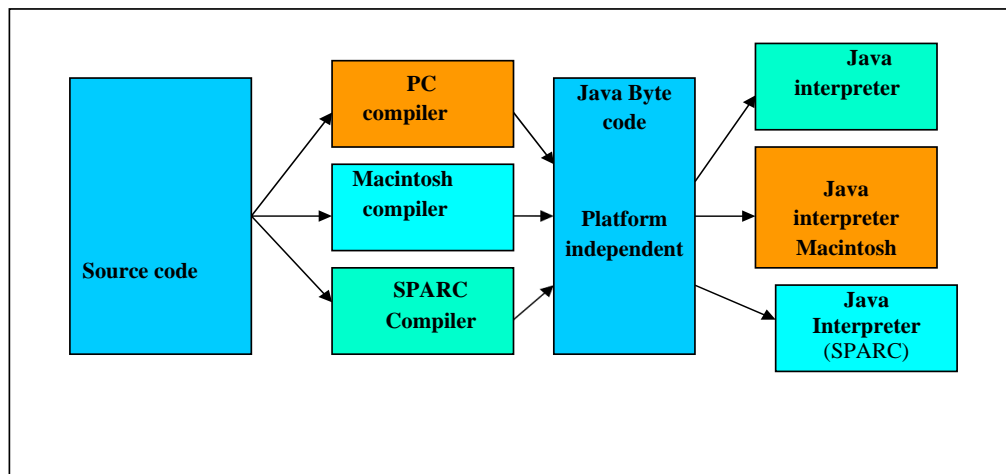 Source code
PC
compiler
Macintosh
compiler
SPARC
Compiler
Java Byte
code
Platform
independent
Java
interpreter
Java
interpreter
Macintosh
Java
Interpreter
(SPARC)